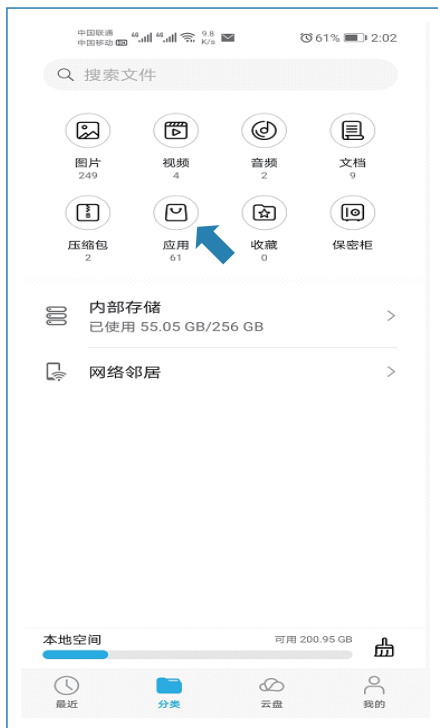 中国联通 46 46 9.8 61% 2:02
中国移动 HD K/s
搜索文件
图片 视频 音频 文档
249 4 2 9
压缩包 应用 收藏 保密柜
2 61 0
内部存储
已使用 55.05 GB/256 GB
网络邻居
本地空间 可用 200.95 GB
最近 分类 云盘 我的